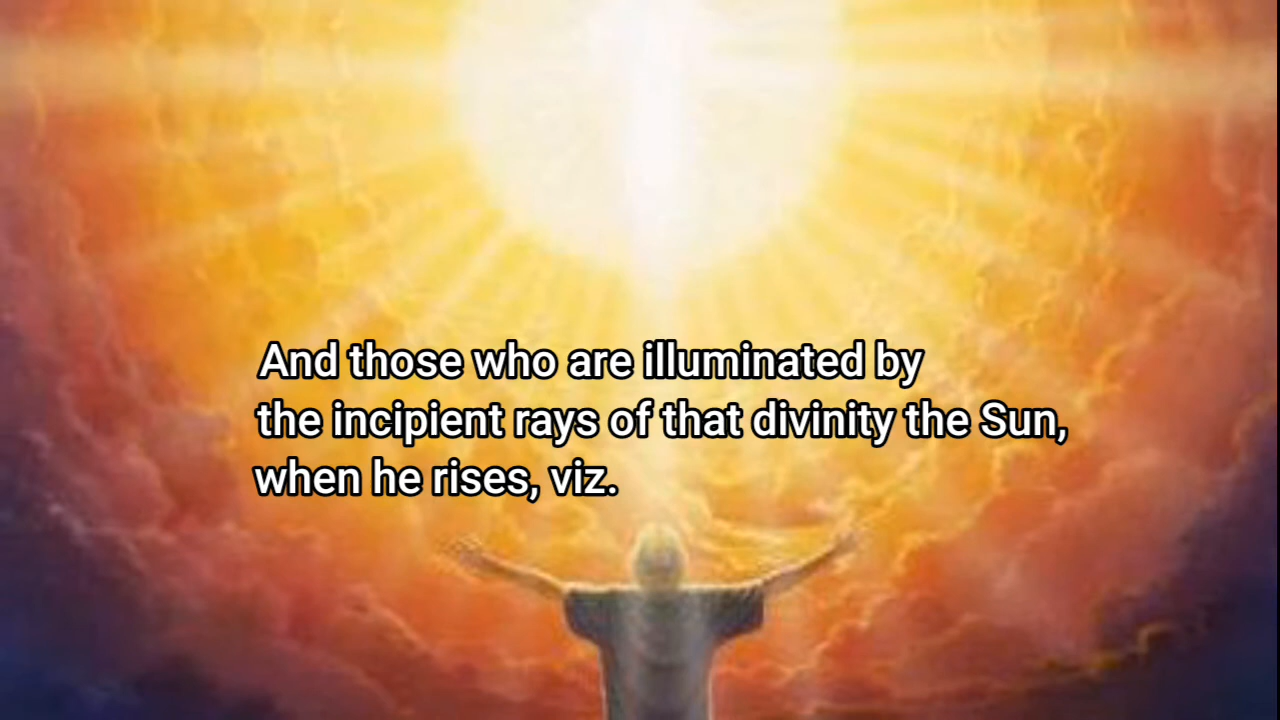 And those who are illuminated by
the incipient rays of that divinity the Sun,
when he rises, viz.